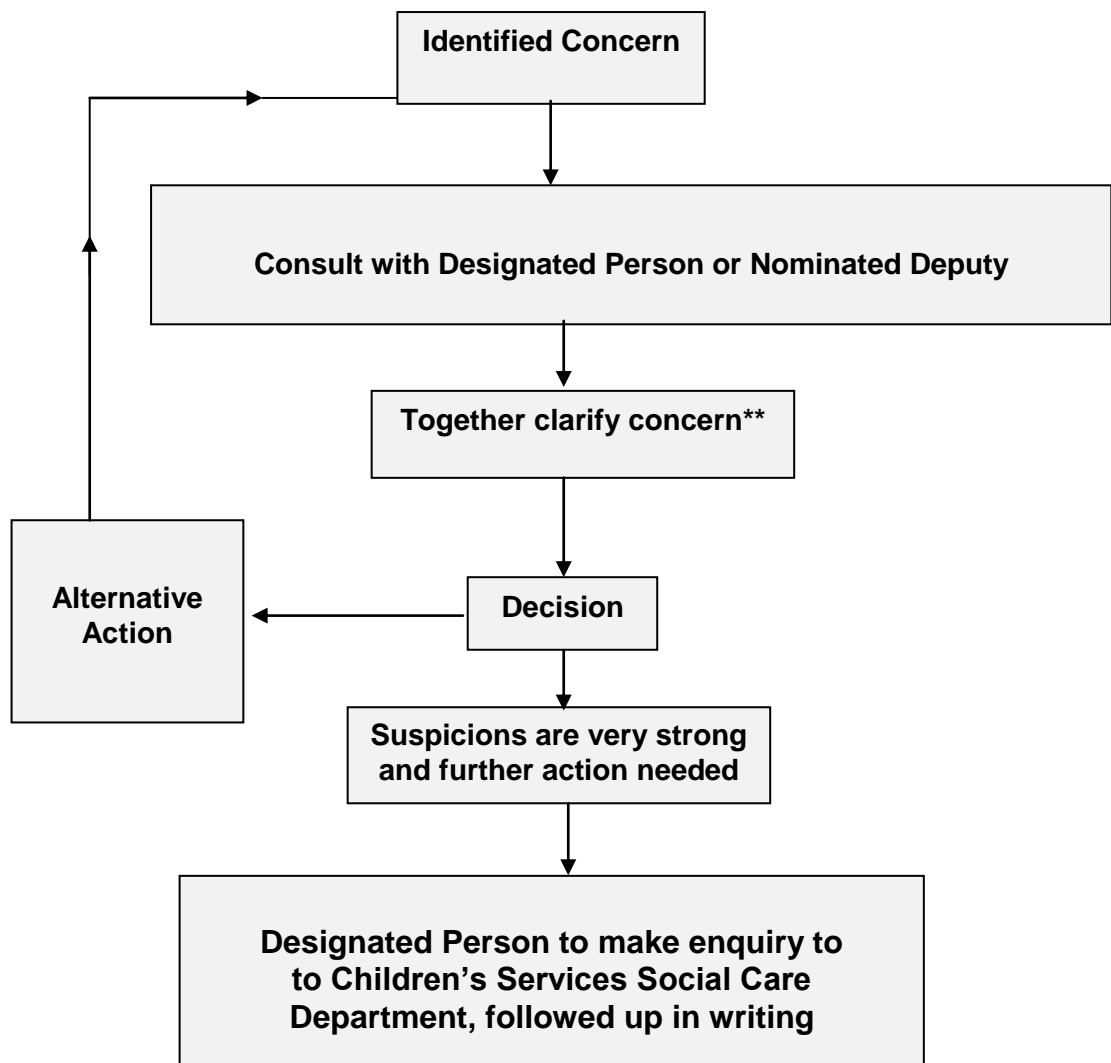 Identified Concern
Consult with Designated Person or Nominated Deputy
Together clarify concern**
Alternative
Action
Decision
Suspicions are very strong
and further action needed
Designated Person to make enquiry to
to Children’s Services Social Care
Department, followed up in writing